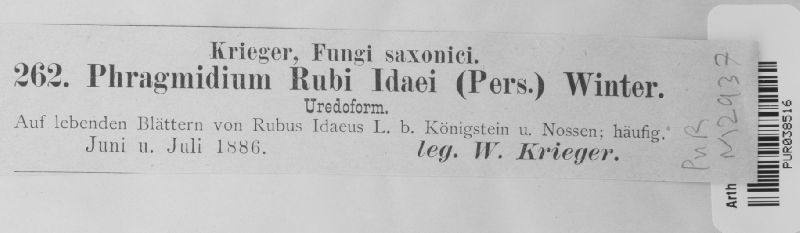 Krieger, Fungi saxonici.
262. Phragmidium Rubi Idaei (Pers.) Winter.
Uredoform.
Auf lebenden Blättern von Rubus Idaeus L. b. Königstein u. Nossen; häufig.
Juni u. Juli 1886.
leg. W. Krieger.
PuR
N12937
Arth
PUR038516